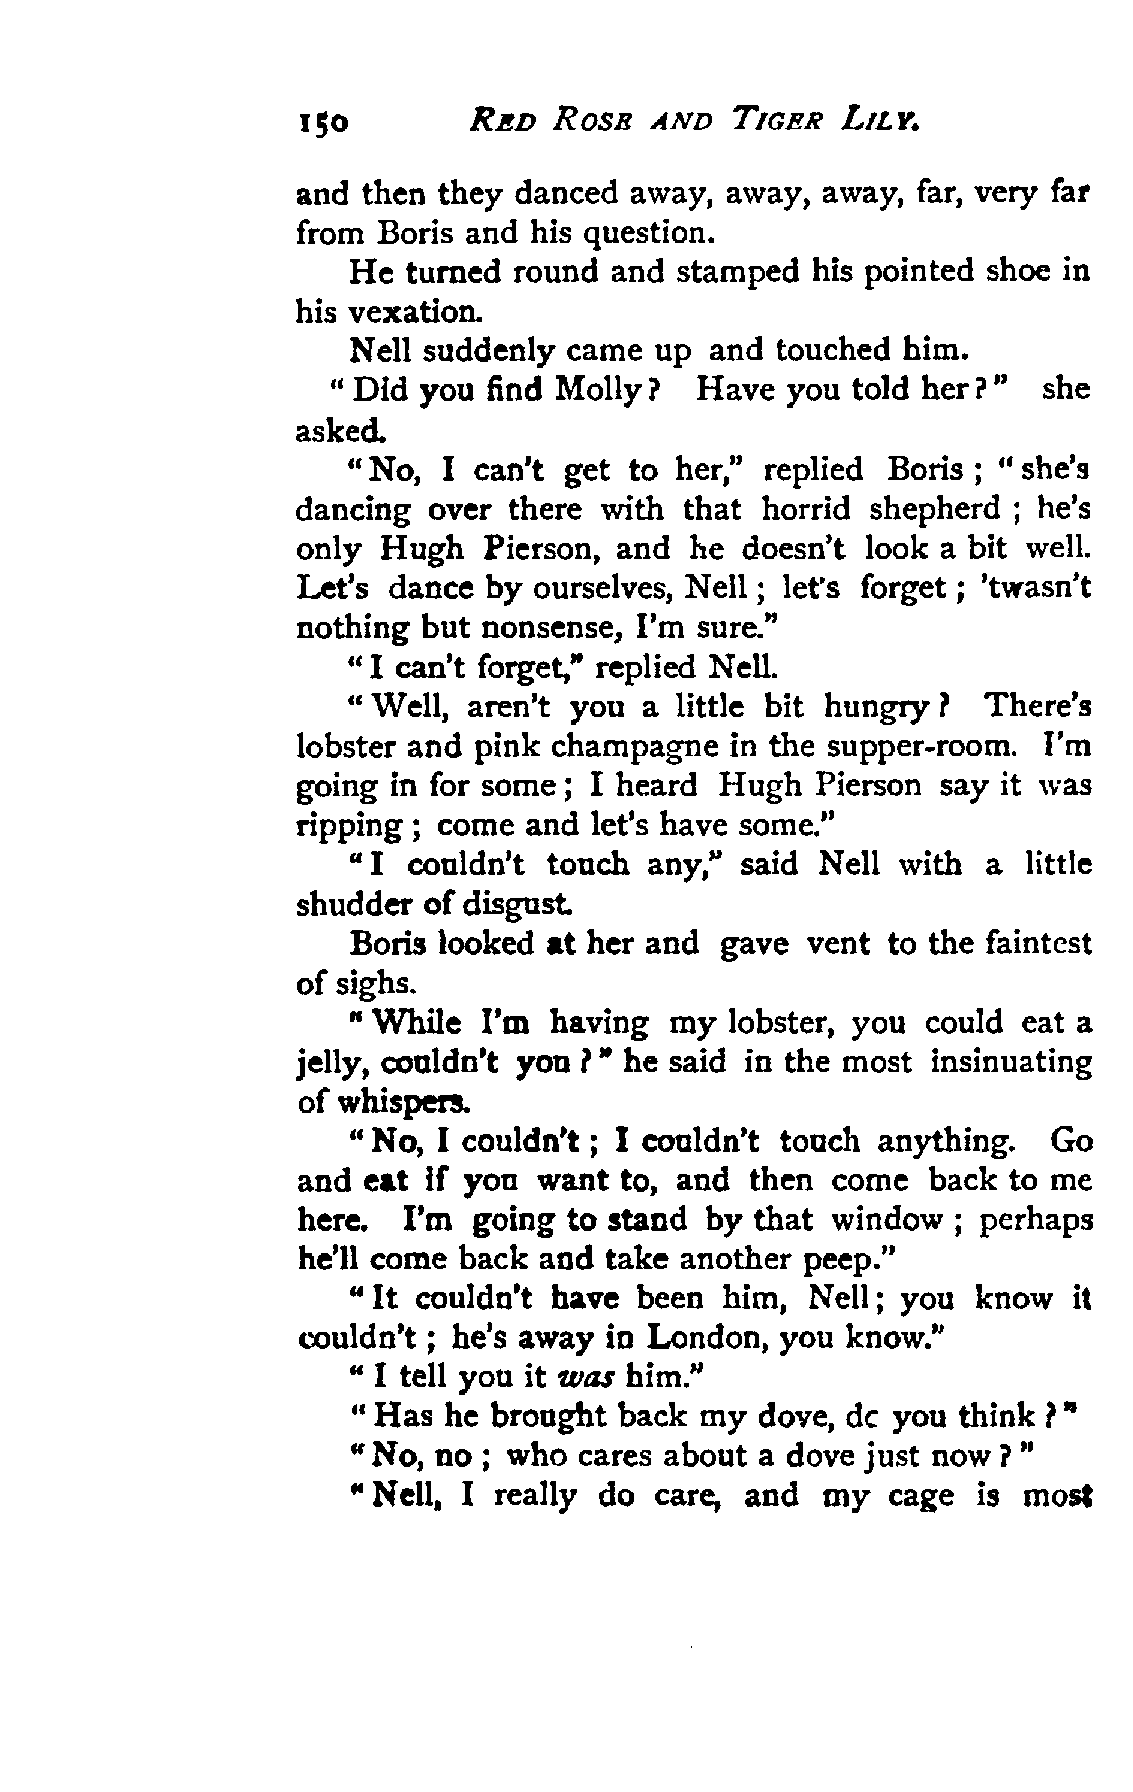 150 RED ROSE AND TIGER LILY.
and then they danced away, away, away, far, very far
from Boris and his question.
He turned round and stamped his pointed shoe in
his vexation.
Nell suddenly came up and touched him.
" Did you find Molly ? Have you told her ? " she
asked.
" No, I can't get to her," replied Boris ; " she's
dancing over there with that horrid shepherd ; he's
only Hugh Pierson, and he doesn't look a bit well.
Let's dance by ourselves, Nell ; let's forget ; 'twasn't
nothing but nonsense, I'm sure."
" I can't forget," replied Nell.
" Well, aren't you a little bit hungry ? There's
lobster and pink champagne in the supper-room. I'm
going in for some ; I heard Hugh Pierson say it was
ripping ; come and let's have some."
" I couldn't touch any," said Nell with a little
shudder of disgust.
Boris looked at her and gave vent to the faintest
of sighs.
" While I'm having my lobster, you could eat a
jelly, couldn't you ? " he said in the most insinuating
of whispers.
" No, I couldn't ; I couldn't touch anything. Go
and eat if you want to, and then come back to me
here. I'm going to stand by that window ; perhaps
he'll come back and take another peep."
" It couldn't have been him, Nell ; you know it
couldn't ; he's away in London, you know."
" I tell you it was him."
" Has he brought back my dove, dc you think ? "
" No, no ; who cares about a dove just now ? "
" Nell, I really do care, and my cage is most